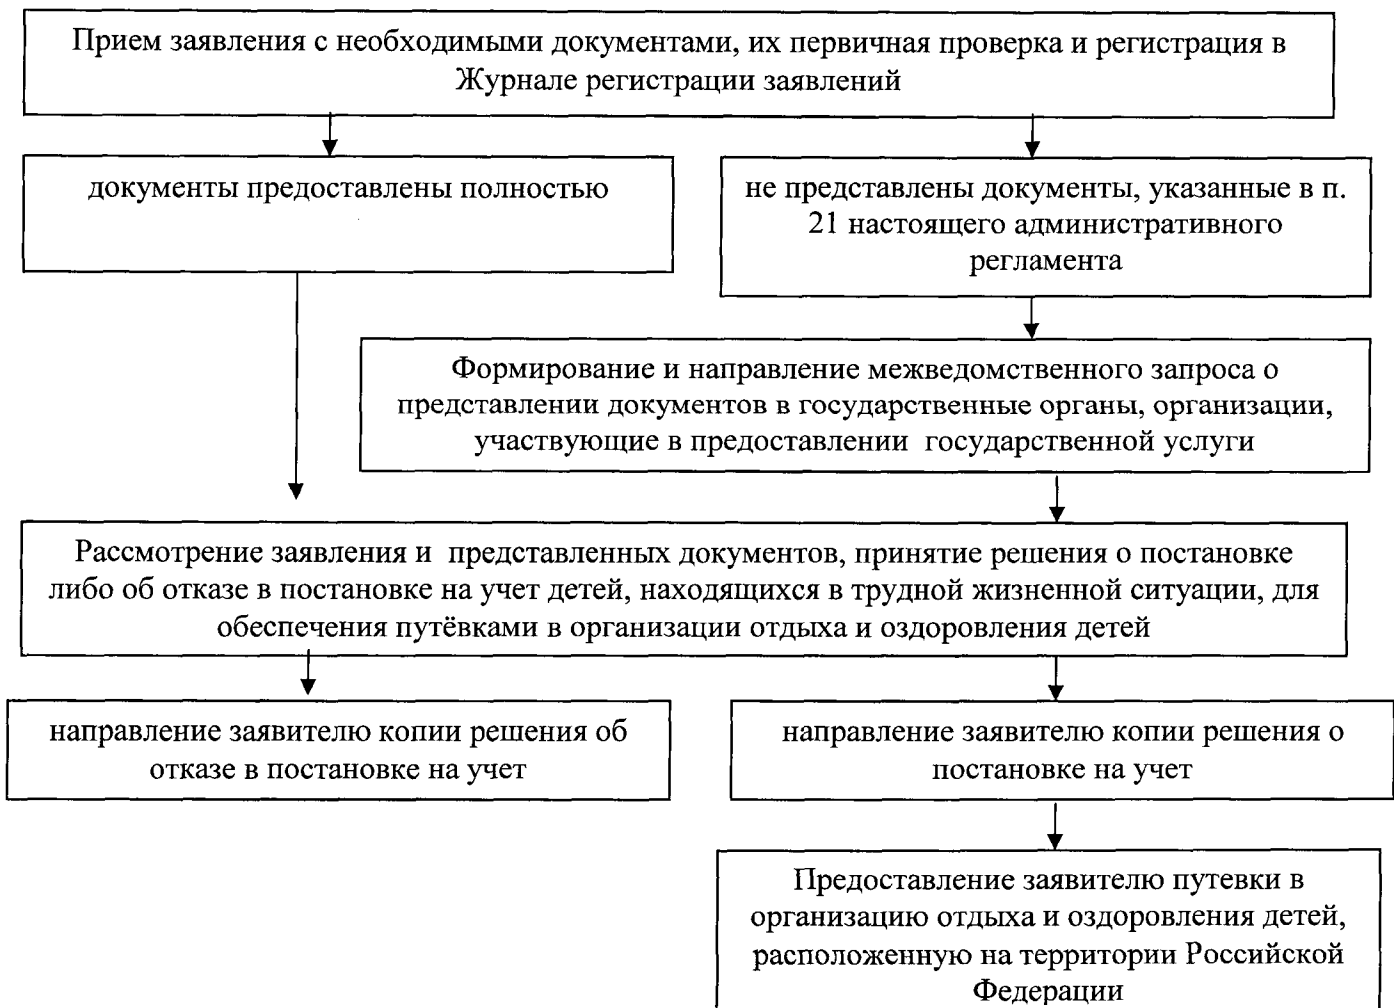 Прием заявления с необходимыми документами, их первичная проверка и регистрация в
Журнале регистрации заявлений
документы предоставлены полностью
не представлены документы, указанные в п.
21 настоящего административного
регламента
Формирование и направление межведомственного запроса о
представлении документов в государственные органы, организации,
участвующие в предоставлении государственной услуги
Рассмотрение заявления и представленных документов, принятие решения о постановке
либо об отказе в постановке на учет детей, находящихся в трудной жизненной ситуации, для
обеспечения путёвками в организации отдыха и оздоровления детей
направление заявителю копии решения об
отказе в постановке на учет
направление заявителю копии решения о
постановке на учет
Предоставление заявителю путевки в
организацию отдыха и оздоровления детей,
расположенную на территории Российской
Федерации